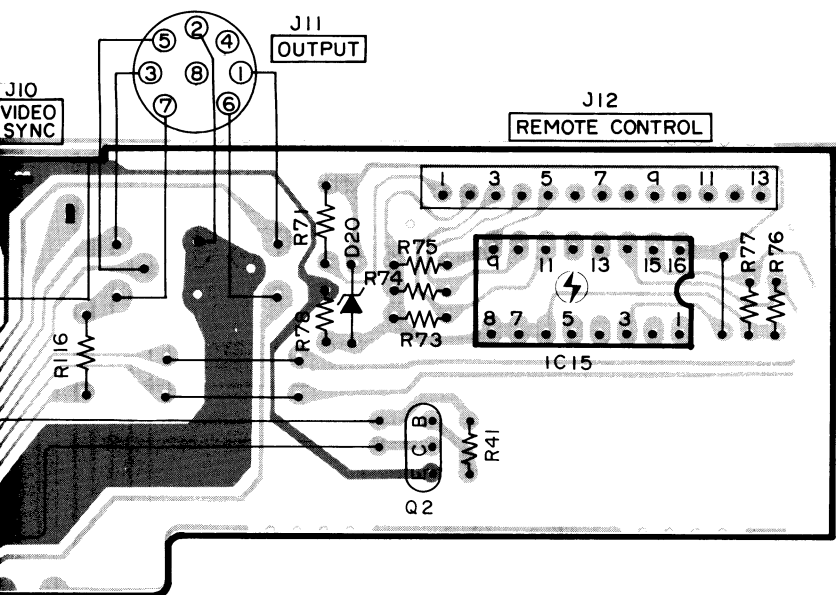 J11
OUTPUT
2
5
4
3
8
1
7
6
J10
VIDEO
SYNC
J12
REMOTE CONTROL
1 3 5 7 9 11 13
R71
D20
R75
R74
R73
R78
9 11 13 15 16
8 7 5 3 1
IC15
R77
R76
R16
B
C
E
R41
Q2